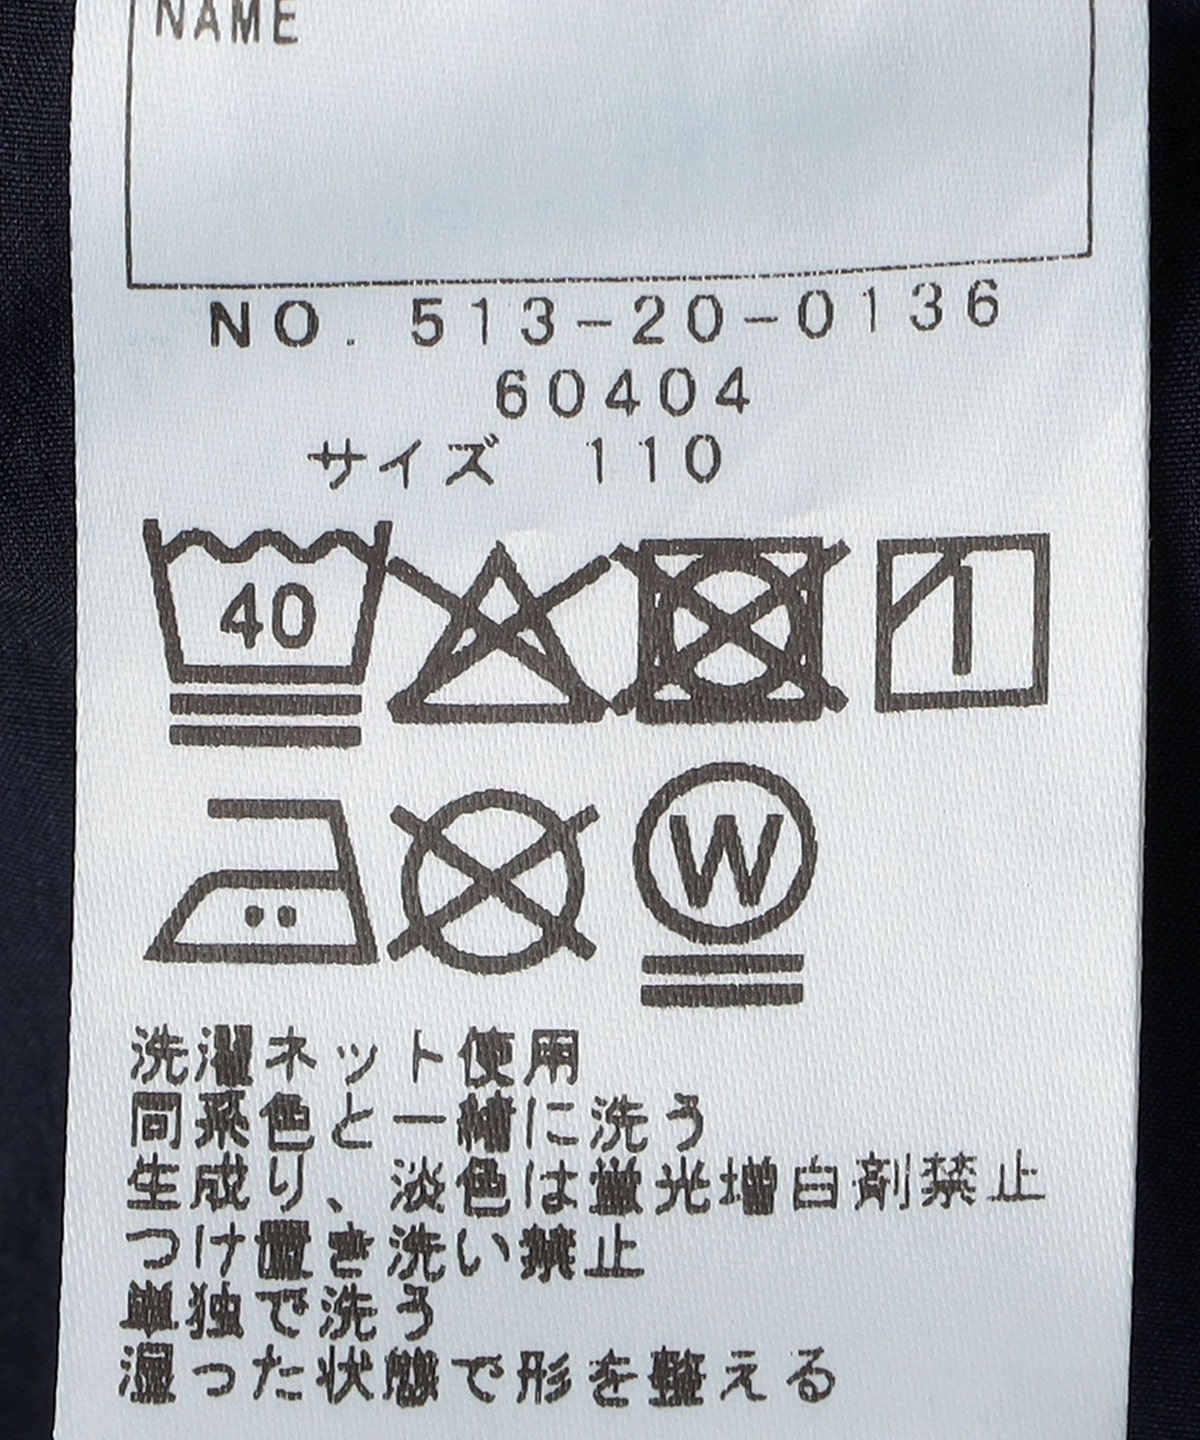 NAME
NO. 513-20-0136
60404
サイズ 110
40
W
洗濯ネット使用
同系色と一緒に洗う
生成り、淡色は蛍光増白剤禁止
つけ置き洗い禁止
単独で洗う
湿った状態で形を整える